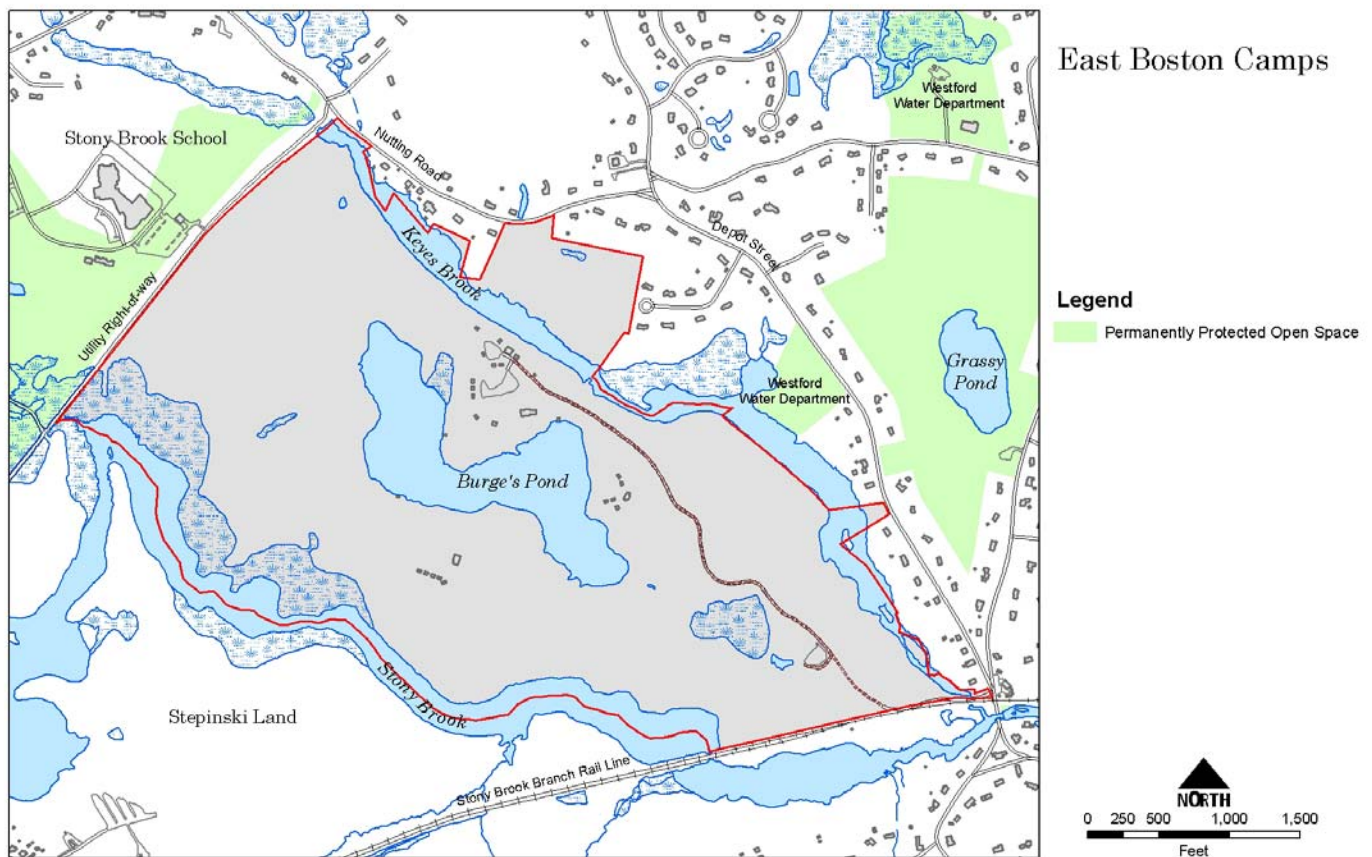 East Boston Camps
Westford
Water Department
Stony Brook School
Nutting Road
Keyes Brook
Depot Street
Utility Right-of-way
Legend
Permanently Protected Open Space
Grassy
Pond
Westford
Water Department
Burge's Pond
Stony Brook
Stepinski Land
Stony Brook Branch Rail Line
NORTH
0 250 500 1,000 1,500
Feet